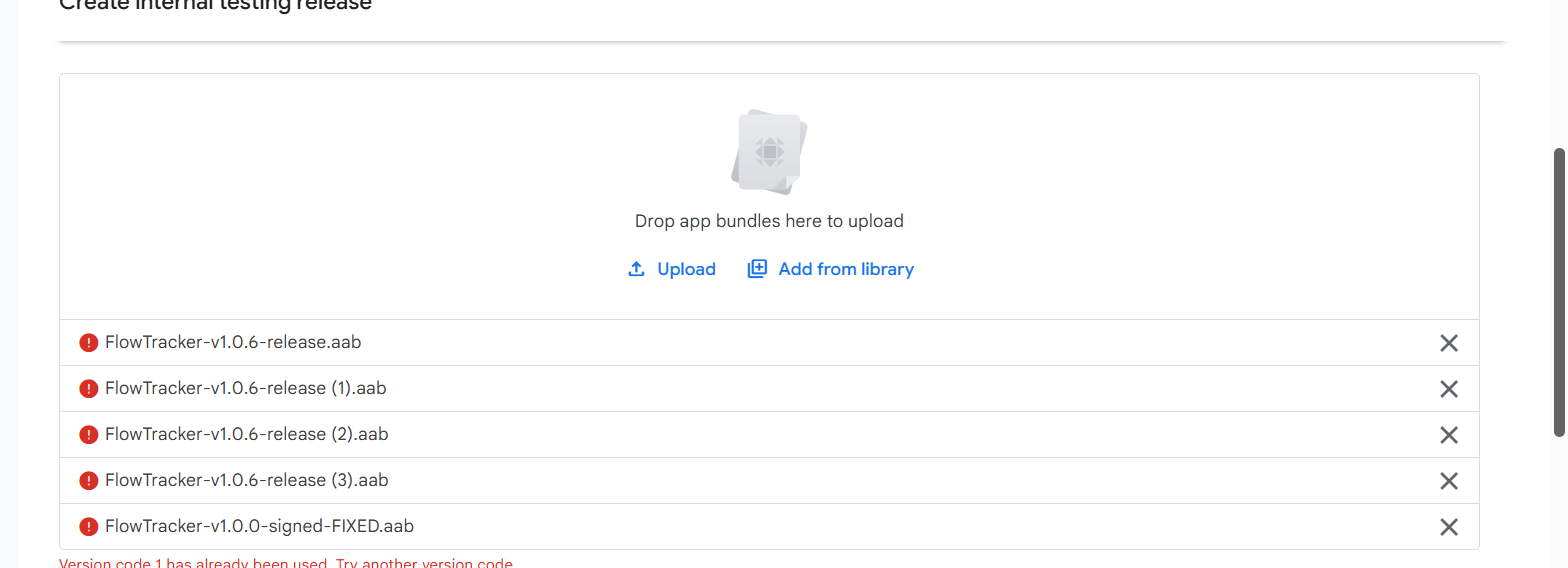 Create internal testing release
Drop app bundles here to upload
Upload
Add from library
FlowTracker-v1.0.6-release.aab
FlowTracker-v1.0.6-release (1).aab
FlowTracker-v1.0.6-release (2).aab
FlowTracker-v1.0.6-release (3).aab
FlowTracker-v1.0.0-signed-FIXED.aab
Version code 1 has already been used. Try another version code.